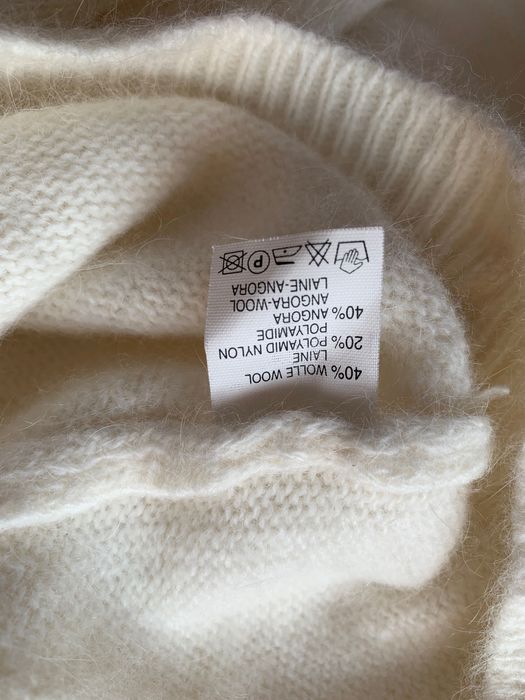 40% WOLLE WOOL
LAINE
20% POLYAMID NYLON
POLYAMIDE
40% ANGORA
ANGORA-WOOL
LAINE-ANGORA
P